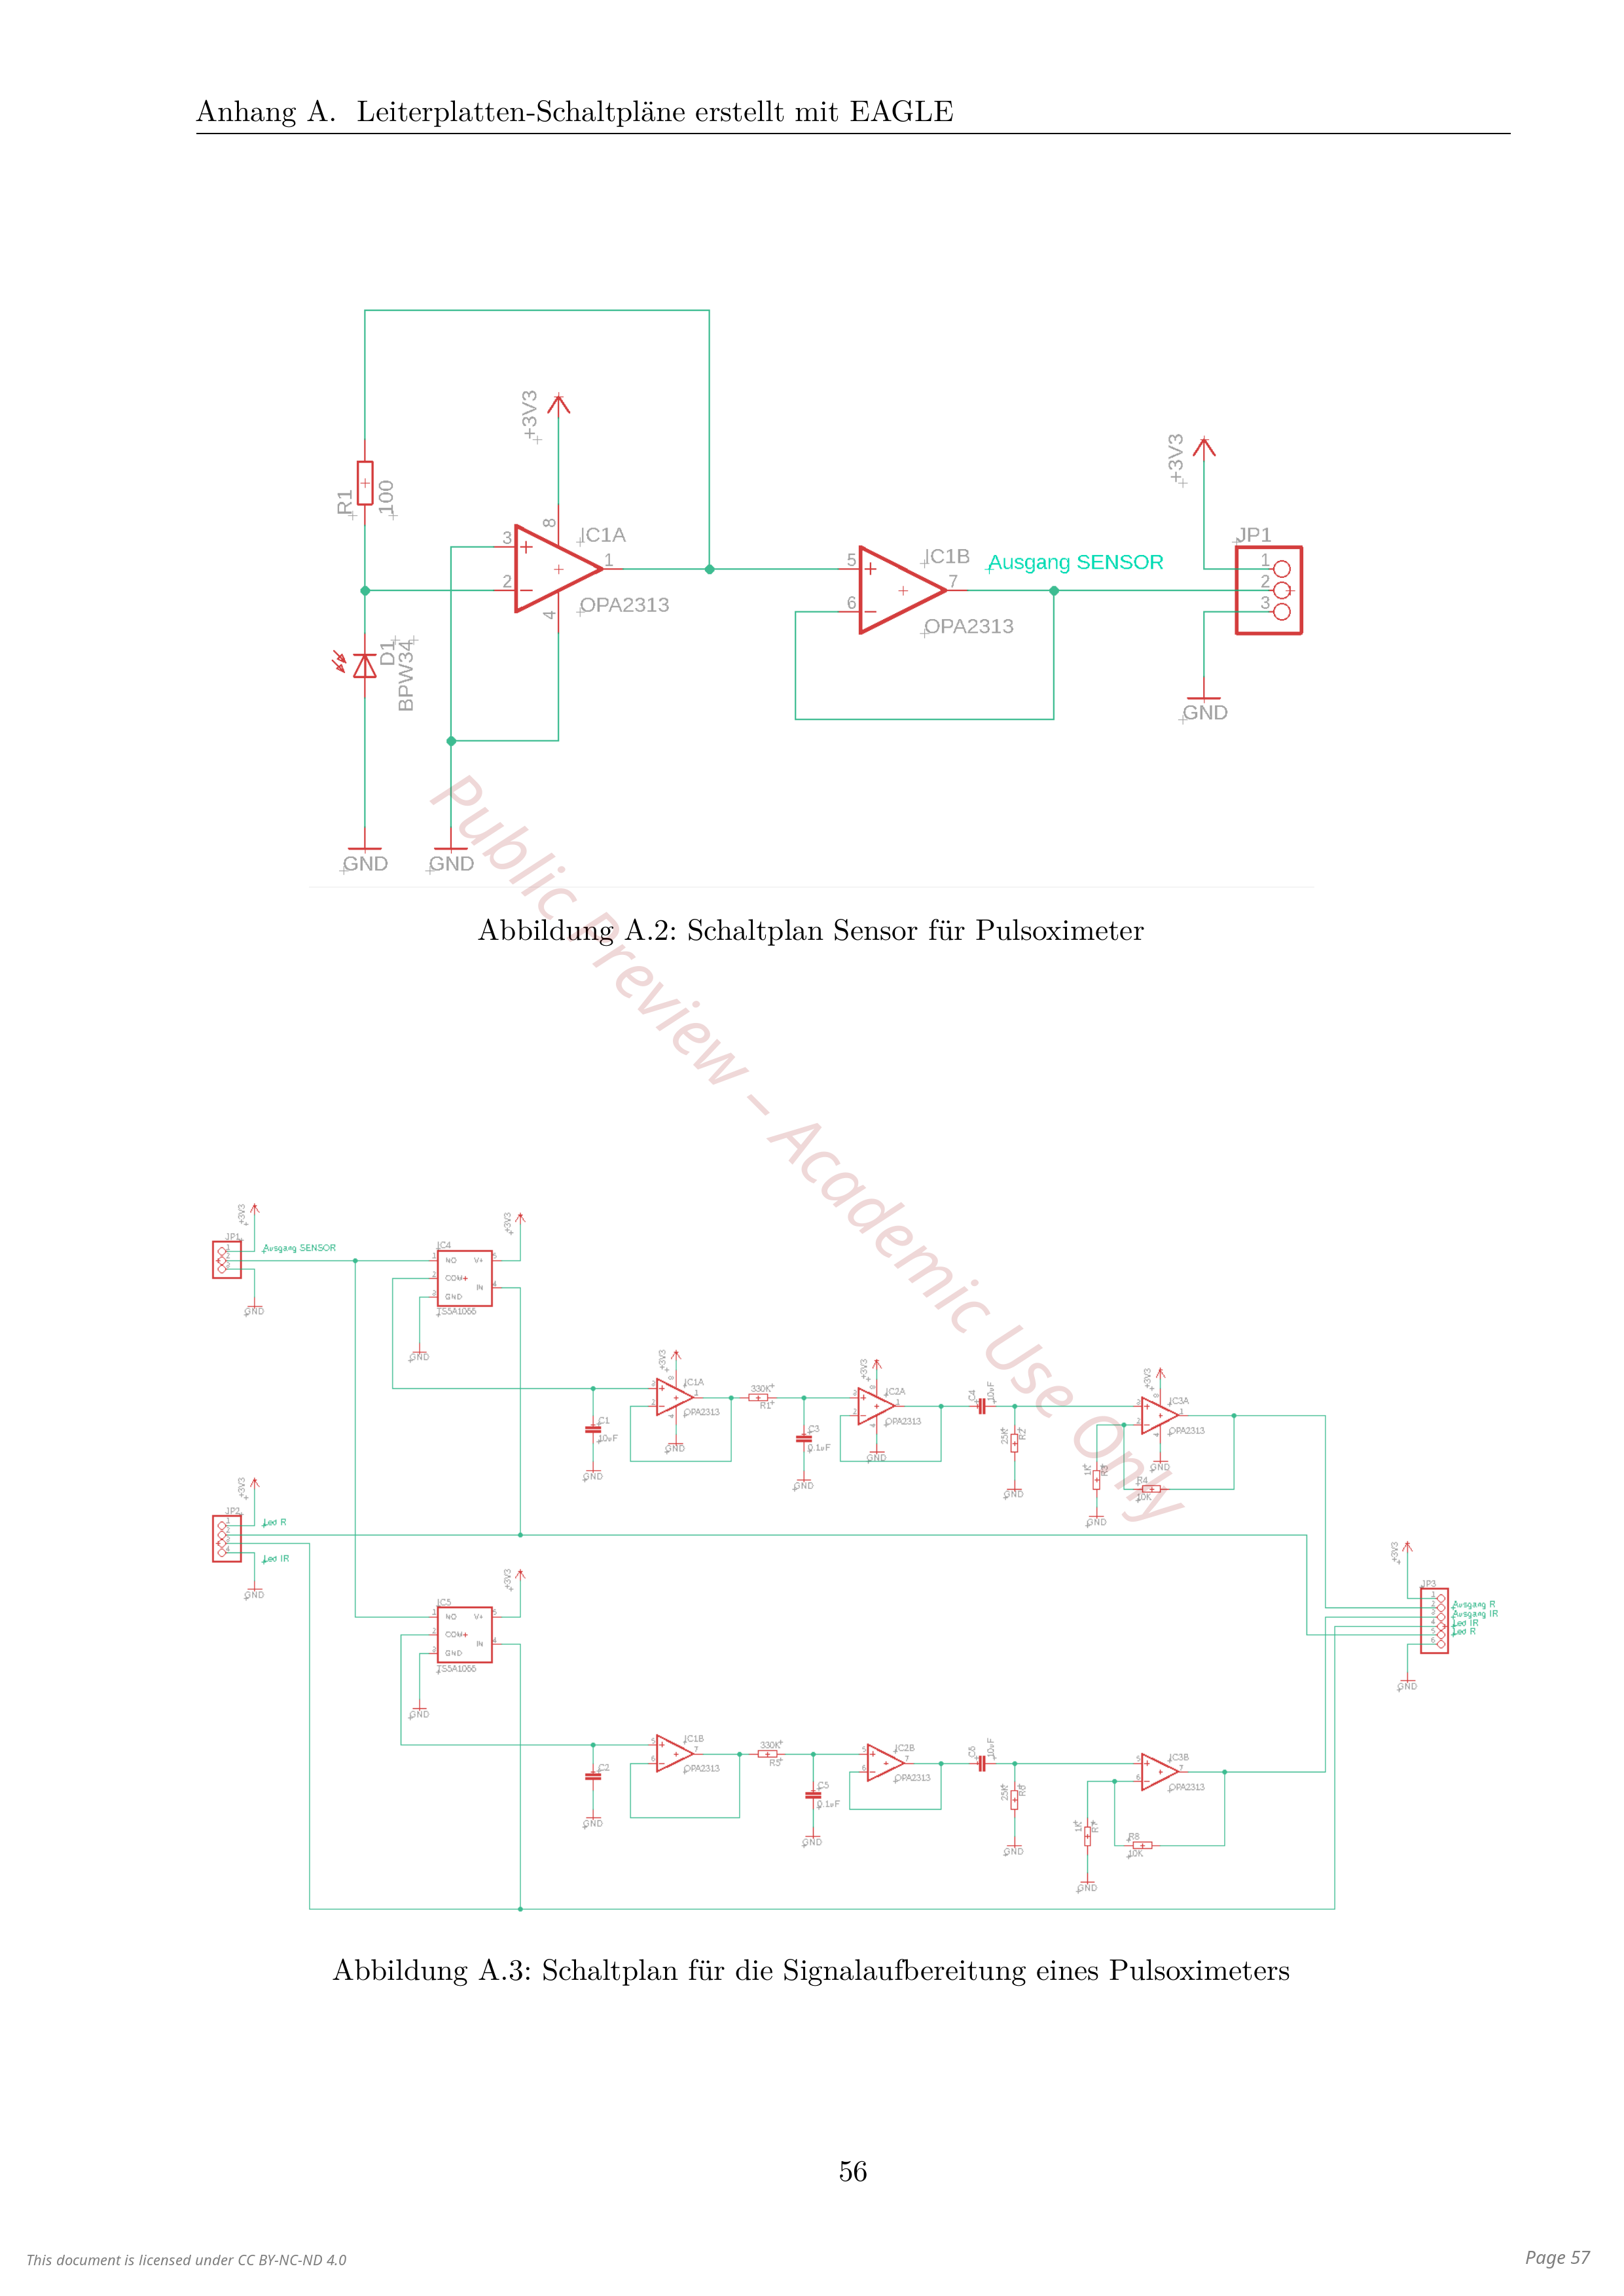 Anhang A. Leiterplatten-Schaltpläne erstellt mit EAGLE
+3V3
R1
100
3
8
IC1A
1
2
4
OPA2313
D1
BPW34
GND
GND
5
IC1B
7
6
OPA2313
Ausgang SENSOR
+3V3
JP1
1
2
3
GND
Abbildung A.2: Schaltplan Sensor für Pulsoximeter
Public Preview – Academic Use Only
+3V3
JP1
Ausgang SENSOR
GND
+3V3
IC4
NO
V+
COM
IN
GND
TS5A1066
GND
+3V3
IC1A
OPA2313
GND
C1
10uF
GND
330K
R1
C3
0.1uF
GND
+3V3
IC2A
OPA2313
GND
C4
10uF
25K
R2
GND
+3V3
IC3A
OPA2313
GND
1K
R3
GND
R4
10K
+3V3
JP2
Led R
Led IR
GND
+3V3
IC5
NO
V+
COM
IN
GND
TS5A1066
GND
C2
GND
IC1B
OPA2313
330K
R5
C5
0.1uF
GND
IC2B
OPA2313
C6
10uF
25K
R6
GND
IC3B
OPA2313
1K
R7
GND
R8
10K
+3V3
JP3
Ausgang R
Ausgang IR
Led IR
Led R
GND
Abbildung A.3: Schaltplan für die Signalaufbereitung eines Pulsoximeters
56
This document is licensed under CC BY-NC-ND 4.0
Page 57